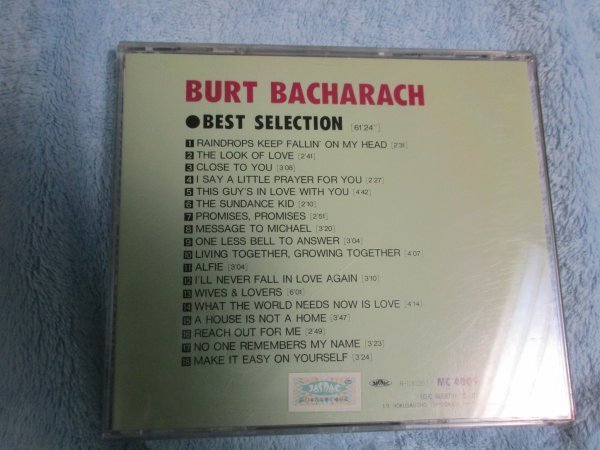 BURT BACHARACH
●BEST SELECTION [61'24"]
1 RAINDROPS KEEP FALLIN' ON MY HEAD [2:31]
2 THE LOOK OF LOVE [2:41]
3 CLOSE TO YOU [3:06]
4 I SAY A LITTLE PRAYER FOR YOU [2:27]
5 THIS GUY'S IN LOVE WITH YOU [4:42]
6 THE SUNDANCE KID [2:10]
7 PROMISES, PROMISES [2:51]
8 MESSAGE TO MICHAEL [3:20]
9 ONE LESS BELL TO ANSWER [3:04]
10 LIVING TOGETHER, GROWING TOGETHER [4:07]
11 ALFIE [3:04]
12 I'LL NEVER FALL IN LOVE AGAIN [3:10]
13 WIVES & LOVERS [6:01]
14 WHAT THE WORLD NEEDS NOW IS LOVE [4:14]
15 A HOUSE IS NOT A HOME [3:47]
16 REACH OUT FOR ME [2:49]
17 NO ONE REMEMBERS MY NAME [3:23]
18 MAKE IT EASY ON YOURSELF [3:24]
JASRAC
MC